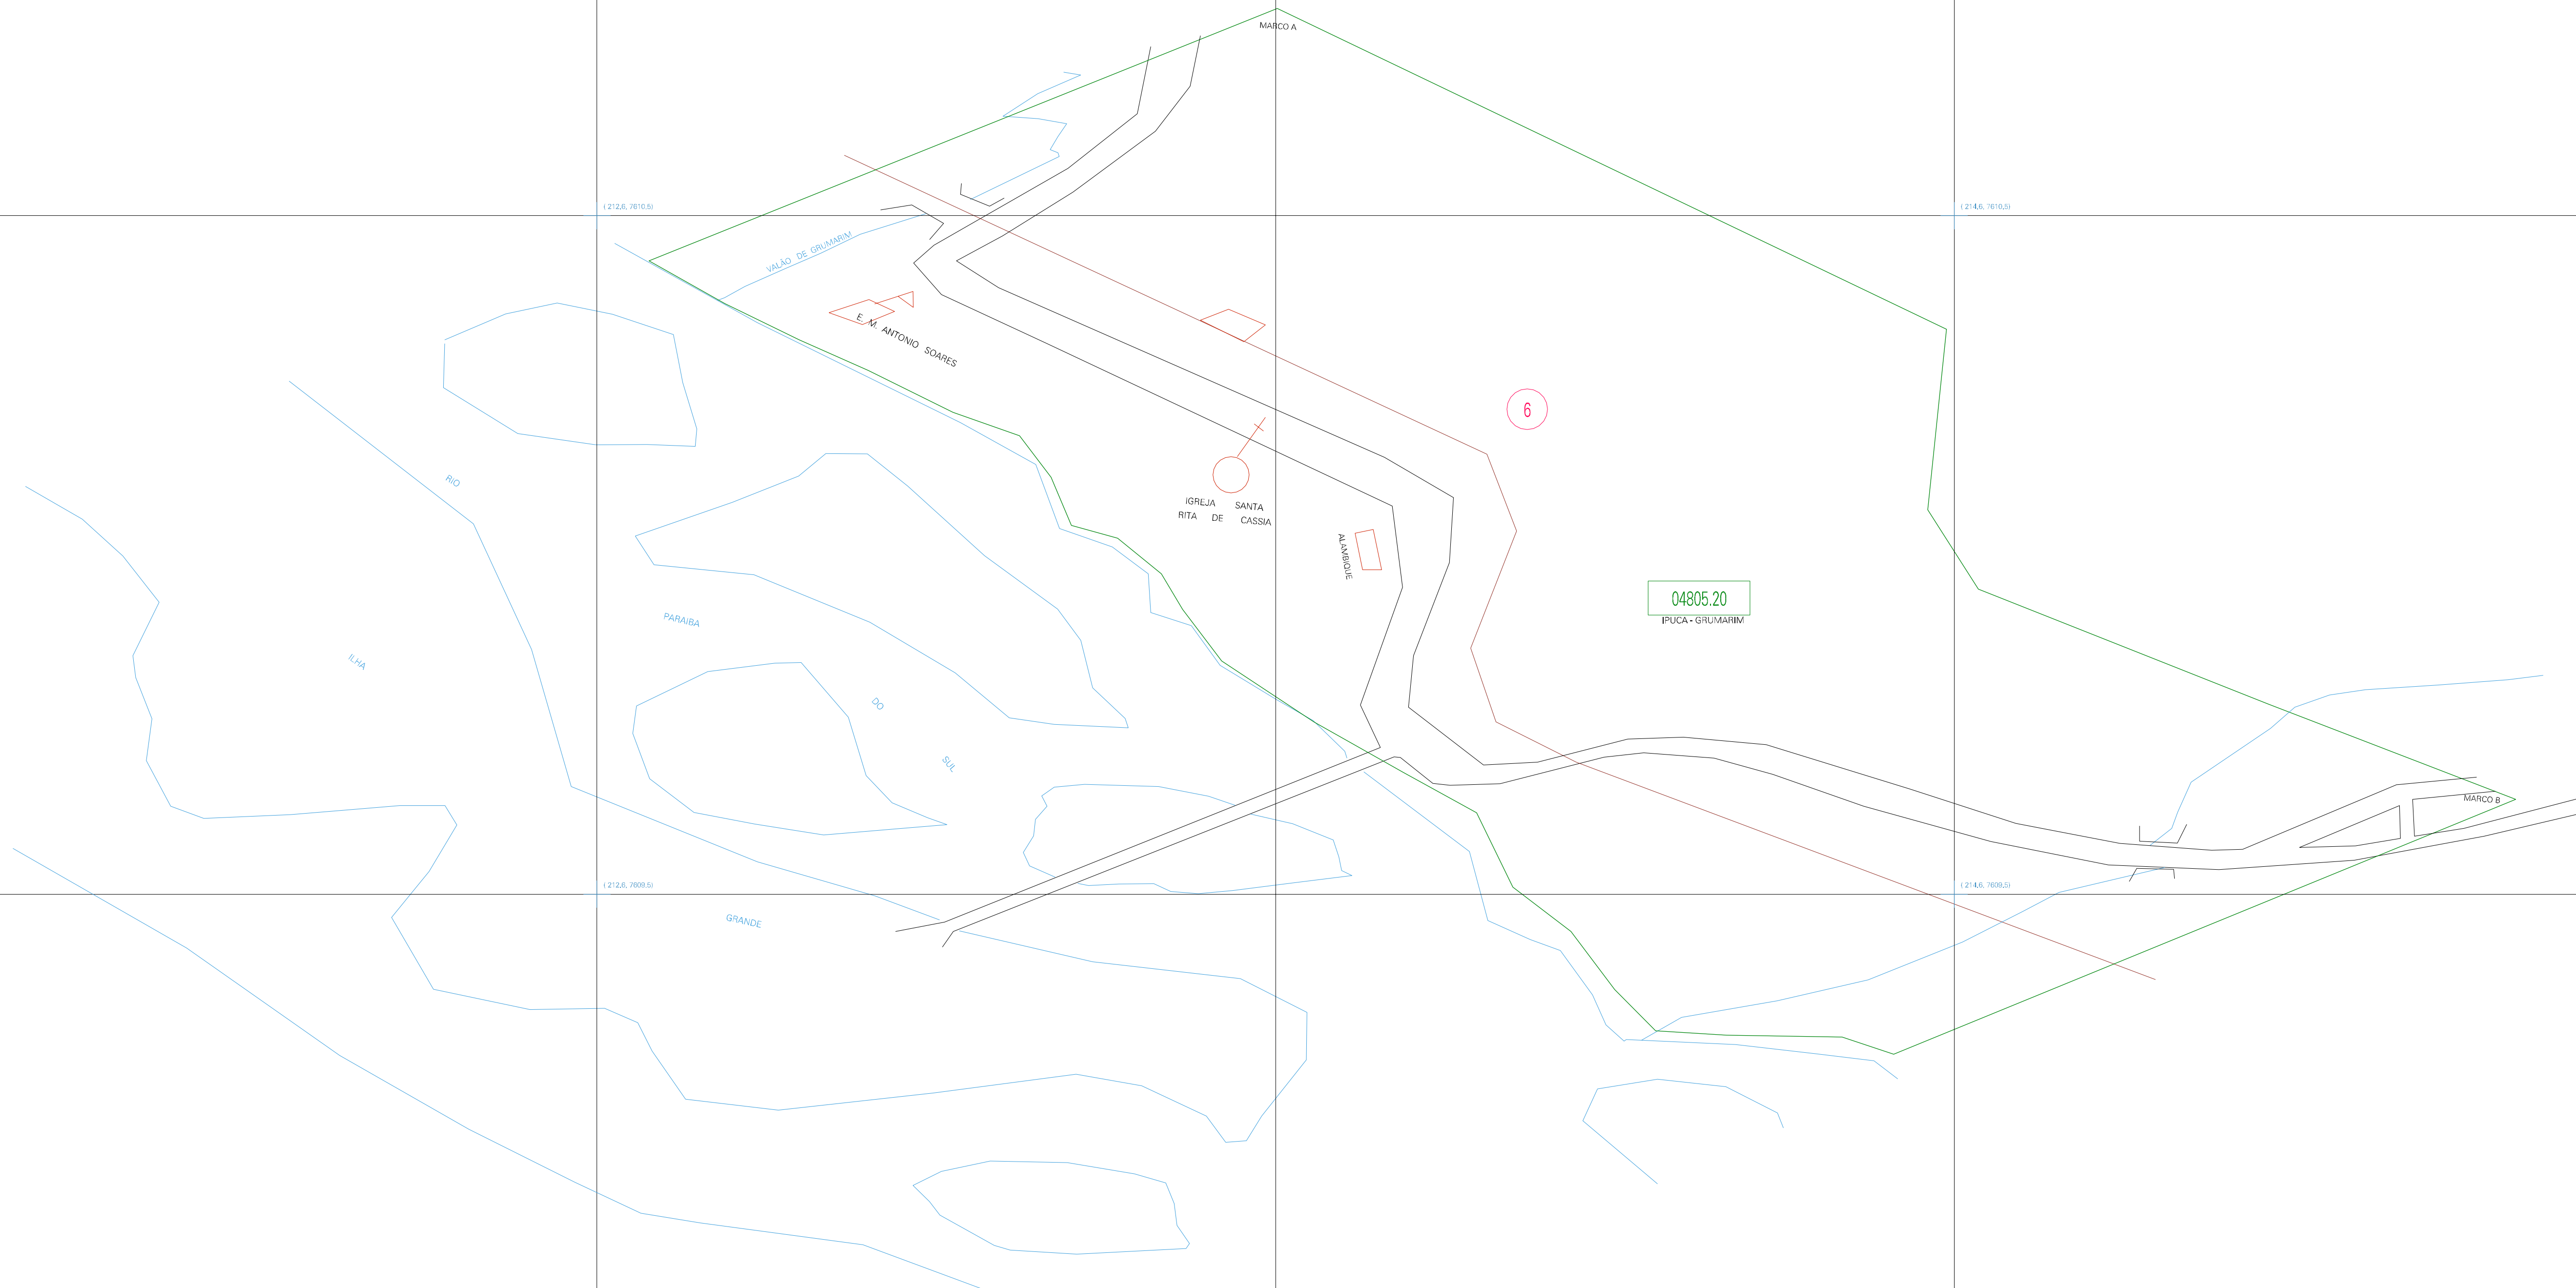 MARCO A
( 212,6, 7610,5)
( 214,6, 7610,5)
VALÃO DE GRUMARIM
E. M. ANTONIO SOARES
6
RIO
IGREJA SANTA
RITA DE CASSIA
ALAMBIQUE
04805.20
IPUCA - GRUMARIM
PARAIBA
ILHA
DO
SUL
MARCO B
( 212,6, 7609,5)
( 214,6, 7609,5)
GRANDE